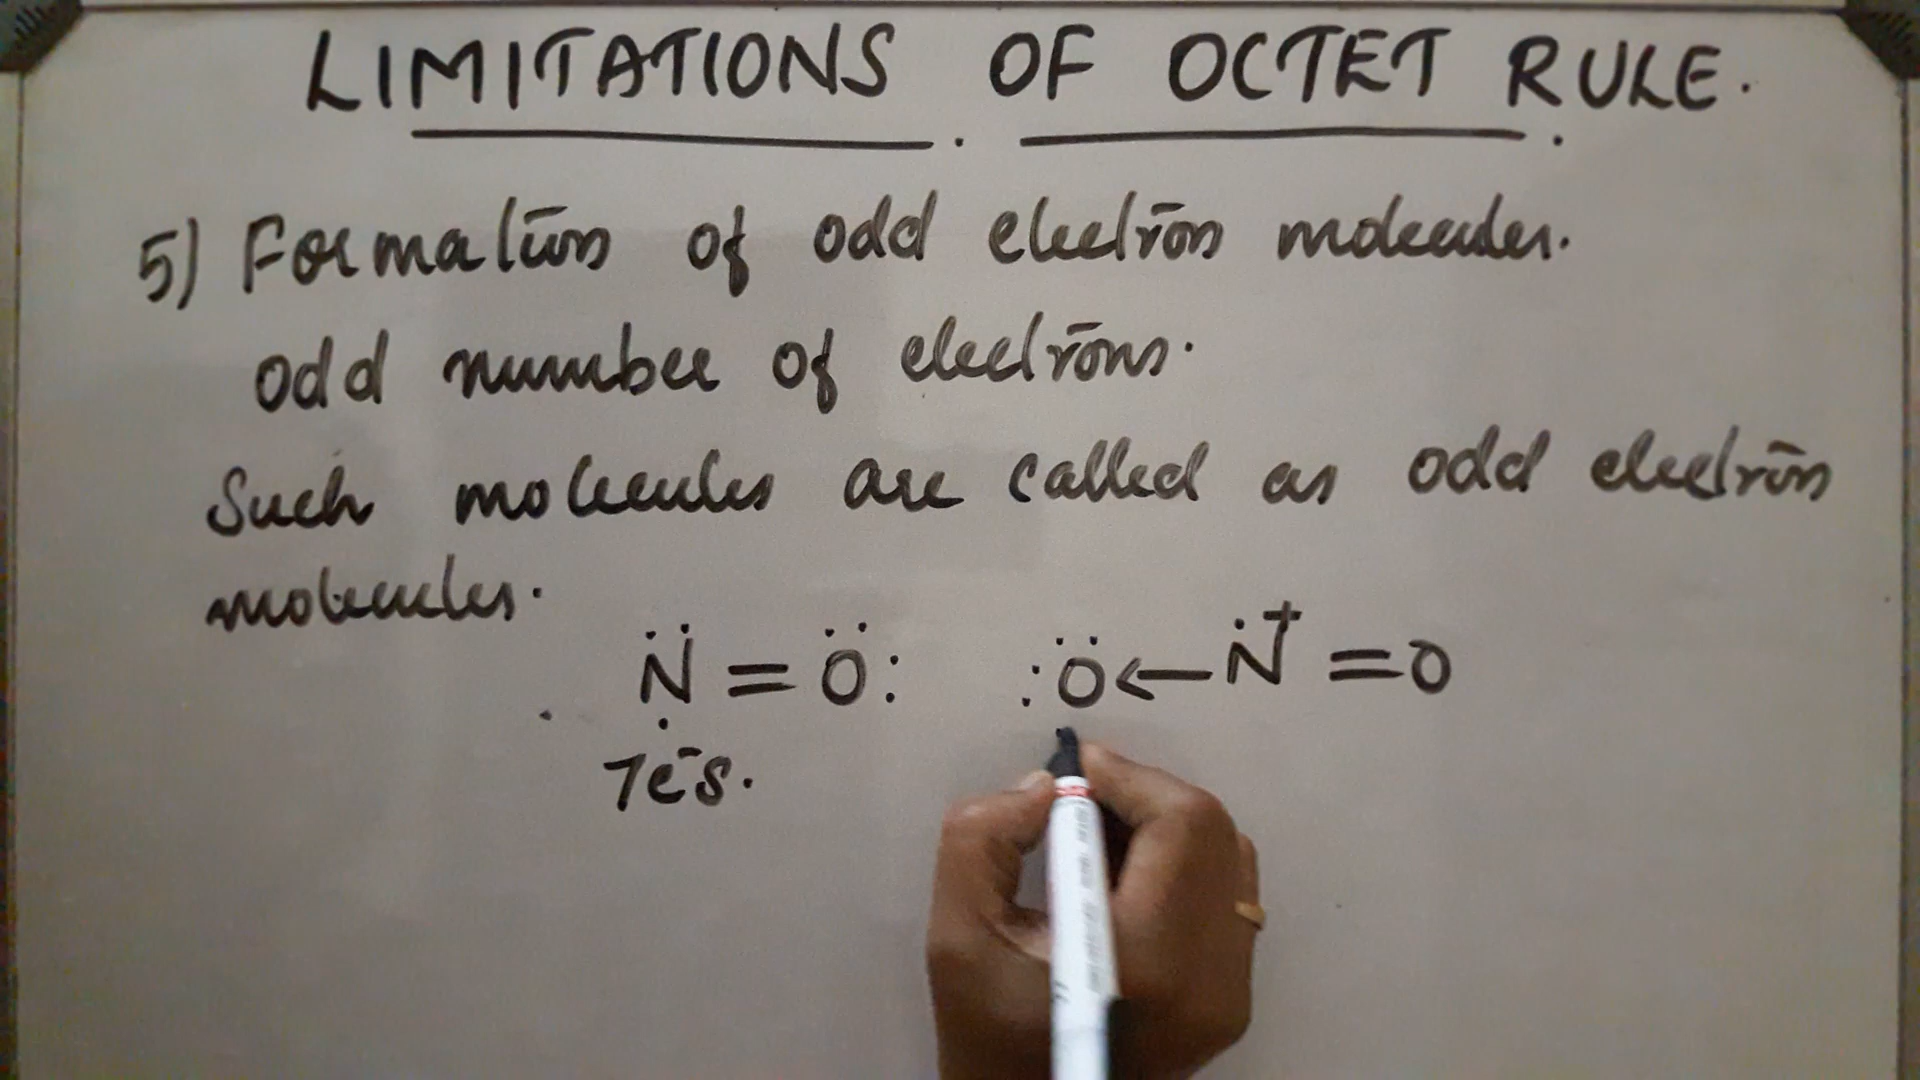 LIMITATIONS OF OCTET RULE.
5) Formation of odd electron molecules.
odd number of electrons.
Such molecules are called as odd electron
molecules.
N̈ = Ö: :Ö ← Ṅ⁺ = O
7e⁻s.